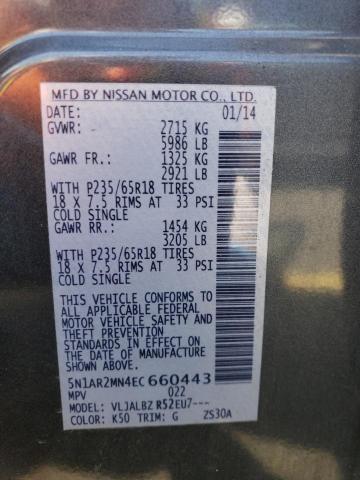 MFD BY NISSAN MOTOR CO., LTD.
DATE: 01/14
GVWR: 2715 KG
5986 LB
GAWR FR.: 1325 KG
2921 LB
WITH P235/65R18 TIRES
18 X 7.5 RIMS AT 33 PSI
COLD SINGLE
GAWR RR.: 1454 KG
3205 LB
WITH P235/65R18 TIRES
18 X 7.5 RIMS AT 33 PSI
COLD SINGLE
THIS VEHICLE CONFORMS TO
ALL APPLICABLE FEDERAL
MOTOR VEHICLE SAFETY AND
THEFT PREVENTION
STANDARDS IN EFFECT ON
THE DATE OF MANUFACTURE
SHOWN ABOVE.
5N1AR2MN4EC660443
MPV 022
MODEL: VLJALBZ R52EU7---
COLOR: K50 TRIM: G ZS30A